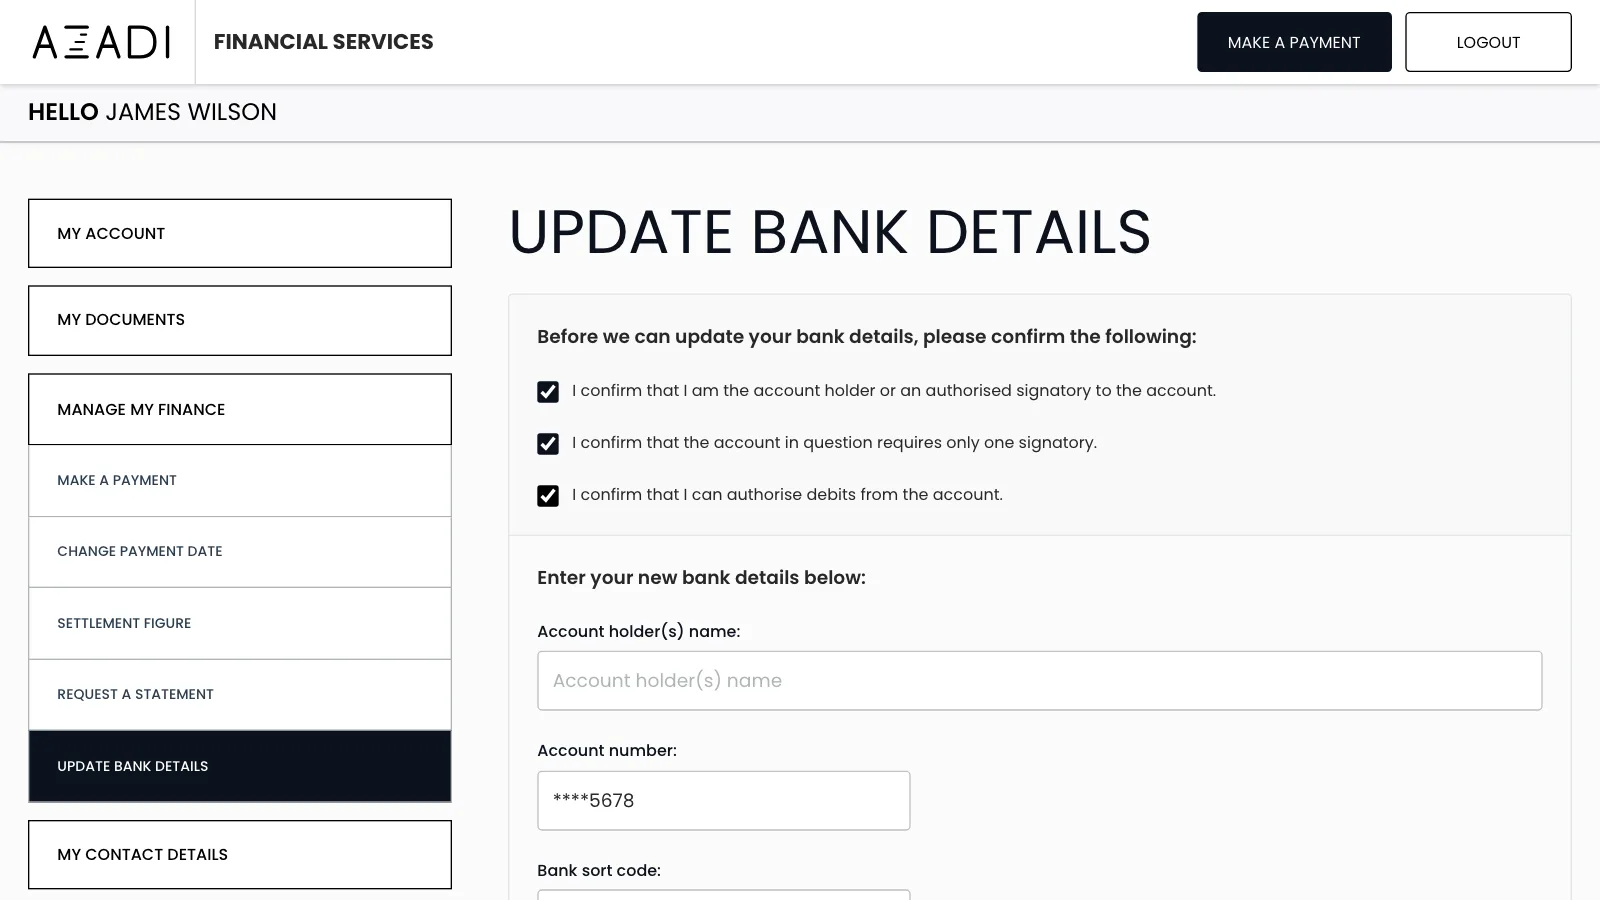 AZADI
FINANCIAL SERVICES
MAKE A PAYMENT
LOGOUT
HELLO JAMES WILSON
MY ACCOUNT
MY DOCUMENTS
MANAGE MY FINANCE
MAKE A PAYMENT
CHANGE PAYMENT DATE
SETTLEMENT FIGURE
REQUEST A STATEMENT
UPDATE BANK DETAILS
MY CONTACT DETAILS
UPDATE BANK DETAILS
Before we can update your bank details, please confirm the following:
I confirm that I am the account holder or an authorised signatory to the account.
I confirm that the account in question requires only one signatory.
I confirm that I can authorise debits from the account.
Enter your new bank details below:
Account holder(s) name:
Account holder(s) name
Account number:
****5678
Bank sort code: